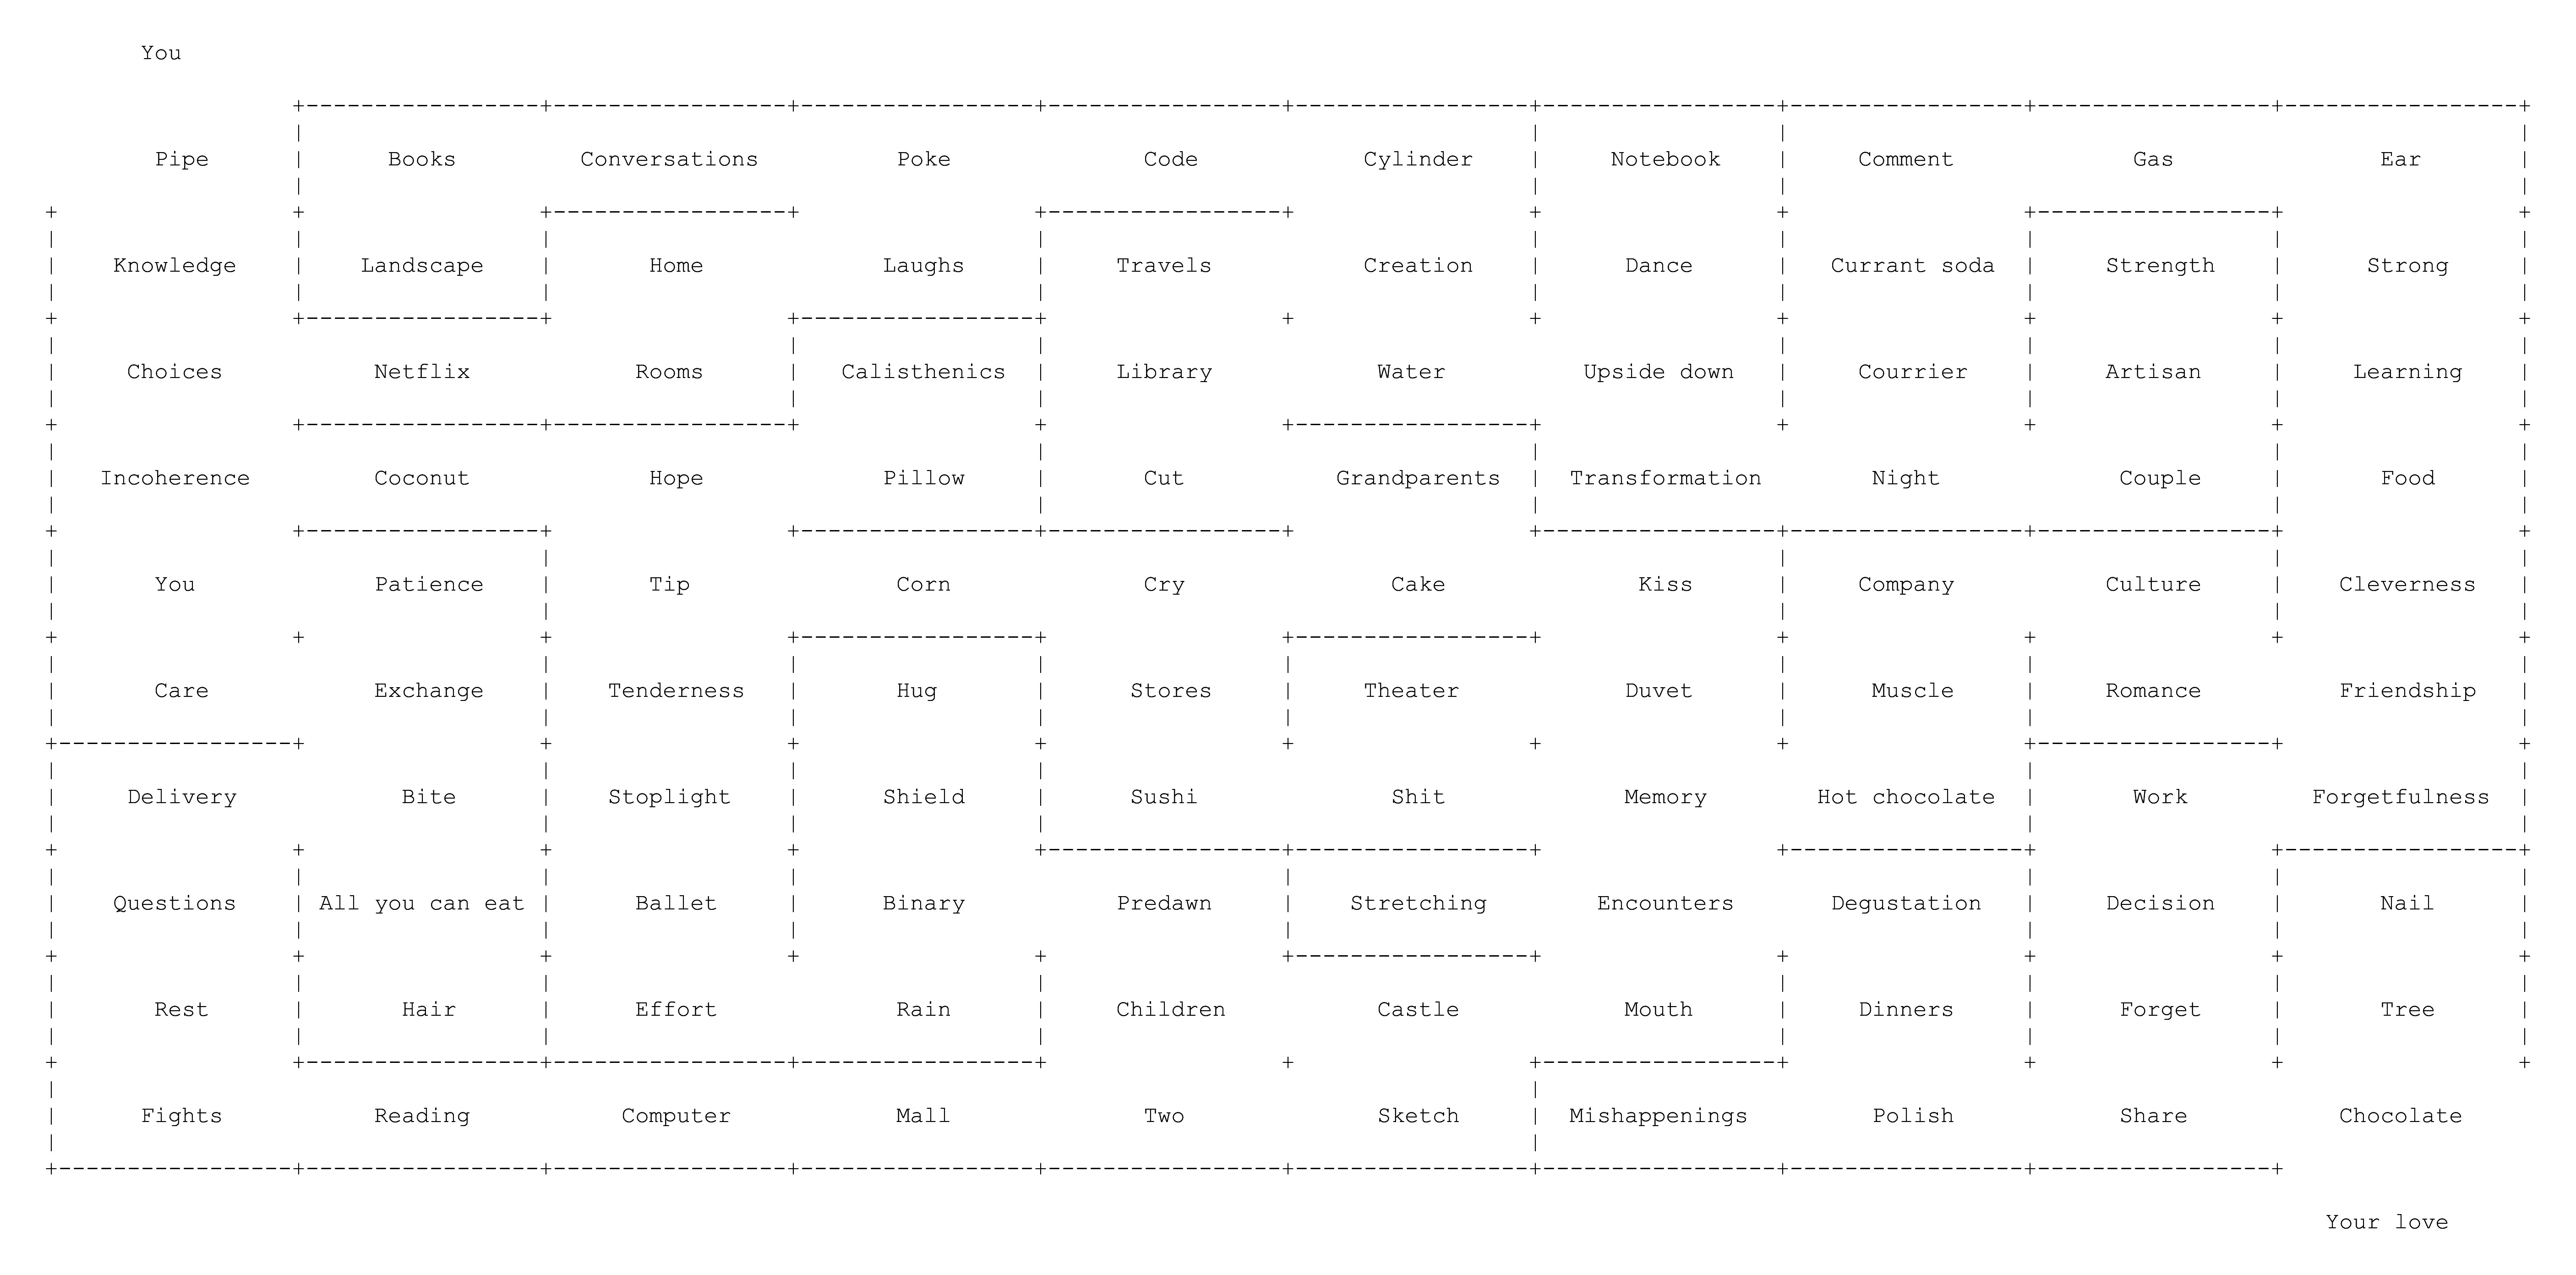 You
Pipe Books Conversations Poke Code Cylinder Notebook Comment Gas Ear
Knowledge Landscape Home Laughs Travels Creation Dance Currant soda Strength Strong
Choices Netflix Rooms Calisthenics Library Water Upside down Courrier Artisan Learning
Incoherence Coconut Hope Pillow Cut Grandparents Transformation Night Couple Food
You Patience Tip Corn Cry Cake Kiss Company Culture Cleverness
Care Exchange Tenderness Hug Stores Theater Duvet Muscle Romance Friendship
Delivery Bite Stoplight Shield Sushi Shit Memory Hot chocolate Work Forgetfulness
Questions All you can eat Ballet Binary Predawn Stretching Encounters Degustation Decision Nail
Rest Hair Effort Rain Children Castle Mouth Dinners Forget Tree
Fights Reading Computer Mall Two Sketch Mishappenings Polish Share Chocolate
Your love